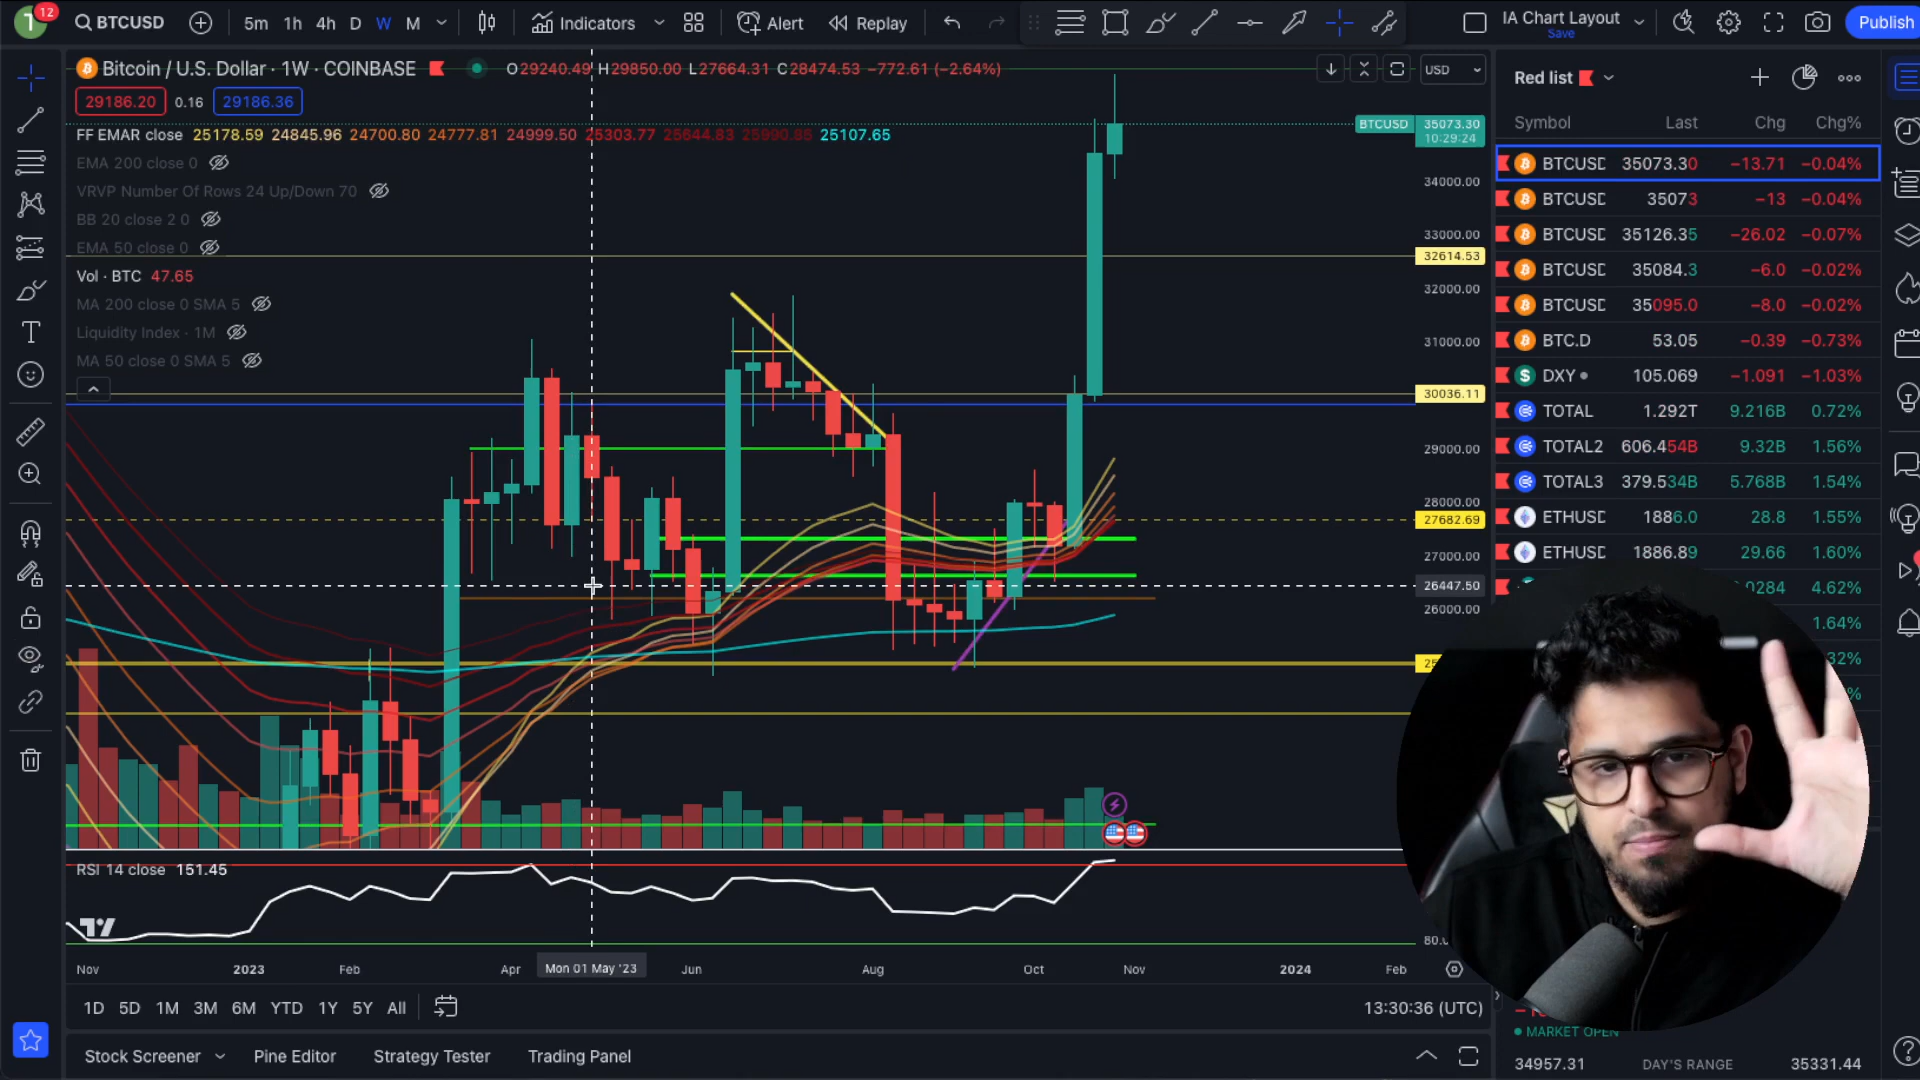 T
12
BTCUSD
5m 1h 4h D W M
Indicators
Alert
Replay
IA Chart Layout
Save
Publish
Bitcoin / U.S. Dollar · 1W · COINBASE
O29240.49 H29850.00 L27664.31 C28474.53 −772.61 (−2.64%)
USD
29186.20 0.16 29186.36
FF EMAR close 25178.59 24845.96 24700.80 24777.81 24999.50 25303.77 25644.83 25990.86 25107.65
EMA 200 close 0
VRVP Number Of Rows 24 Up/Down 70
BB 20 close 2 0
EMA 50 close 0
Vol · BTC 47.65
MA 200 close 0 SMA 5
Liquidity Index · 1M
MA 50 close 0 SMA 5
BTCUSD 35073.30
10:29:24
34000.00
33000.00
32614.53
32000.00
31000.00
30036.11
29000.00
28000.00
27682.69
27000.00
26447.50
26000.00
25
RSI 14 close 151.45
80.
Nov 2023 Feb Apr Mon 01 May '23 Jun Aug Oct Nov 2024 Feb
1D 5D 1M 3M 6M YTD 1Y 5Y All
13:30:36 (UTC)
Stock Screener Pine Editor Strategy Tester Trading Panel
Red list
Symbol Last Chg Chg%
BTCUSD 35073.30 −13.71 −0.04%
BTCUSD 35073 −13 −0.04%
BTCUSD 35126.35 −26.02 −0.07%
BTCUSD 35084.3 −6.0 −0.02%
BTCUSD 35095.0 −8.0 −0.02%
BTC.D 53.05 −0.39 −0.73%
DXY 105.069 −1.091 −1.03%
TOTAL 1.292T 9.216B 0.72%
TOTAL2 606.454B 9.32B 1.56%
TOTAL3 379.534B 5.768B 1.54%
ETHUSD 1886.0 28.8 1.55%
ETHUSD 1886.89 29.66 1.60%
.0284 4.62%
1.64%
.32%
%
MARKET OPEN
34957.31 DAY'S RANGE 35331.44